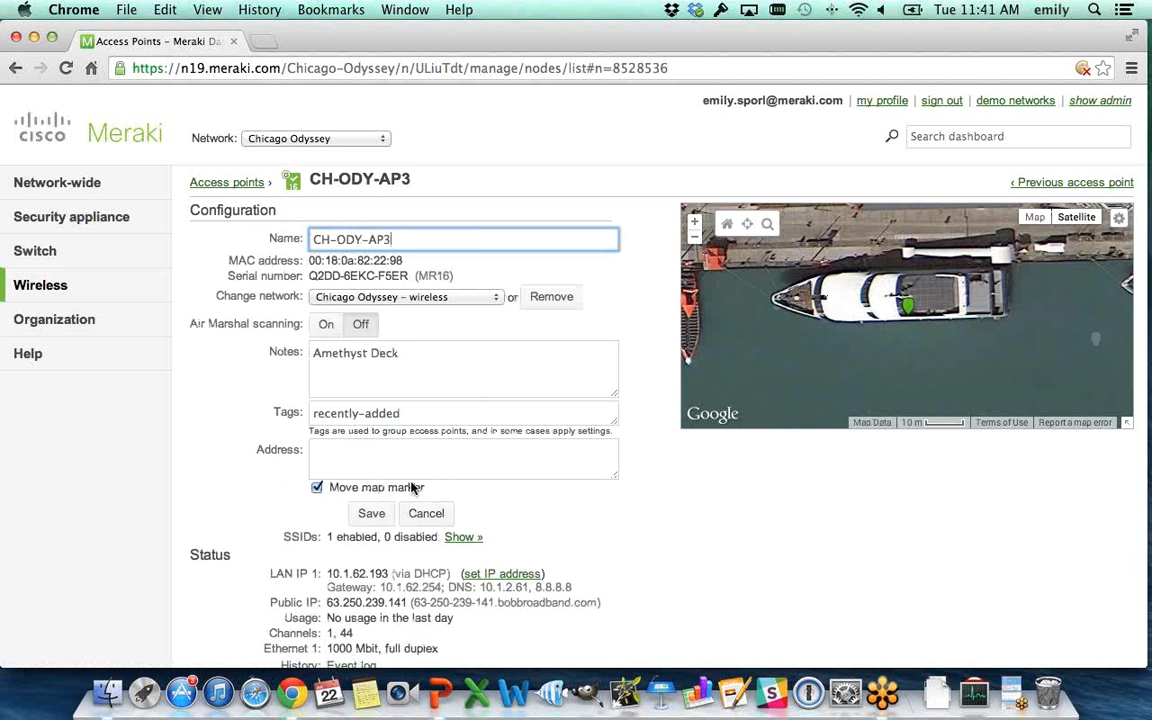 Chrome File Edit View History Bookmarks Window Help
Tue 11:41 AM emily
Access Points – Meraki Da
https://n19.meraki.com/Chicago-Odyssey/n/ULiuTdt/manage/nodes/list#n=8528536
emily.sporl@meraki.com my profile sign out demo networks show admin
CISCO Meraki
Network: Chicago Odyssey
Search dashboard
Network-wide
Security appliance
Switch
Wireless
Organization
Help
Access points › CH-ODY-AP3
‹ Previous access point
Configuration
Name: CH-ODY-AP3
MAC address: 00:18:0a:82:22:98
Serial number: Q2DD-6EKC-F5ER (MR16)
Change network: Chicago Odyssey – wireless or Remove
Air Marshal scanning: On Off
Notes: Amethyst Deck
Tags: recently-added
Tags are used to group access points, and in some cases apply settings.
Address:
Move map marker
Save Cancel
SSIDs: 1 enabled, 0 disabled Show »
Status
LAN IP 1: 10.1.62.193 (via DHCP) (set IP address)
Gateway: 10.1.62.254; DNS: 10.1.2.61, 8.8.8.8
Public IP: 63.250.239.141 (63-250-239-141.bobbroadband.com)
Usage: No usage in the last day
Channels: 1, 44
Ethernet 1: 1000 Mbit, full duplex
History: Event log
Map Satellite
Google
Map Data 10 m Terms of Use Report a map error
22